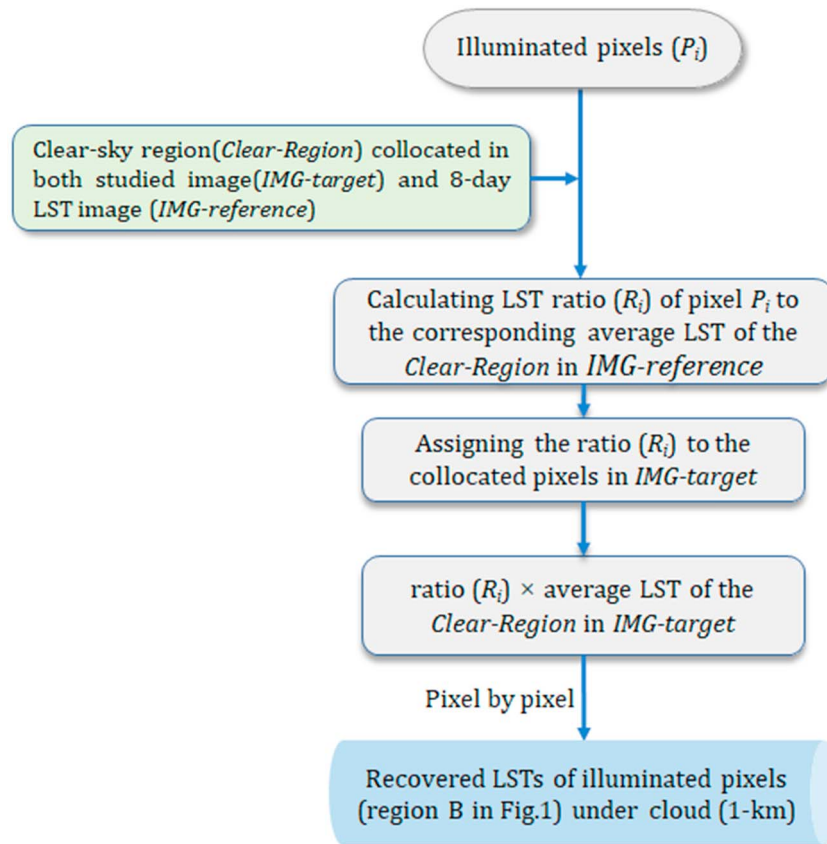 Illuminated pixels (Pi)
Clear-sky region(Clear-Region) collocated in
both studied image(IMG-target) and 8-day
LST image (IMG-reference)
Calculating LST ratio (Ri) of pixel Pi to
the corresponding average LST of the
Clear-Region in IMG-reference
Assigning the ratio (Ri) to the
collocated pixels in IMG-target
ratio (Ri) × average LST of the
Clear-Region in IMG-target
Pixel by pixel
Recovered LSTs of illuminated pixels
(region B in Fig.1) under cloud (1-km)